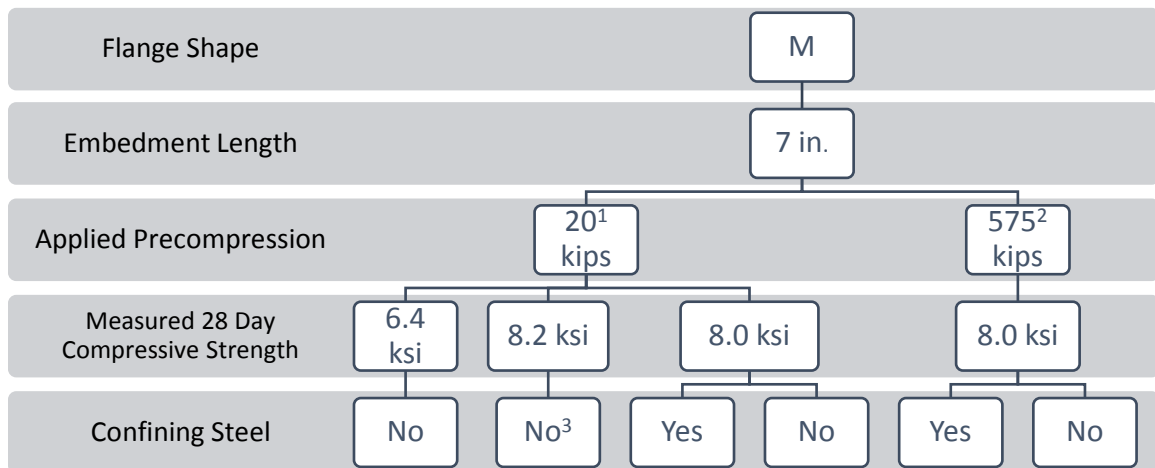 Flange Shape
M
Embedment Length
7 in.
Applied Precompression
20¹
kips
575²
kips
Measured 28 Day
Compressive Strength
6.4
ksi
8.2 ksi
8.0 ksi
8.0 ksi
Confining Steel
No
No³
Yes
No
Yes
No